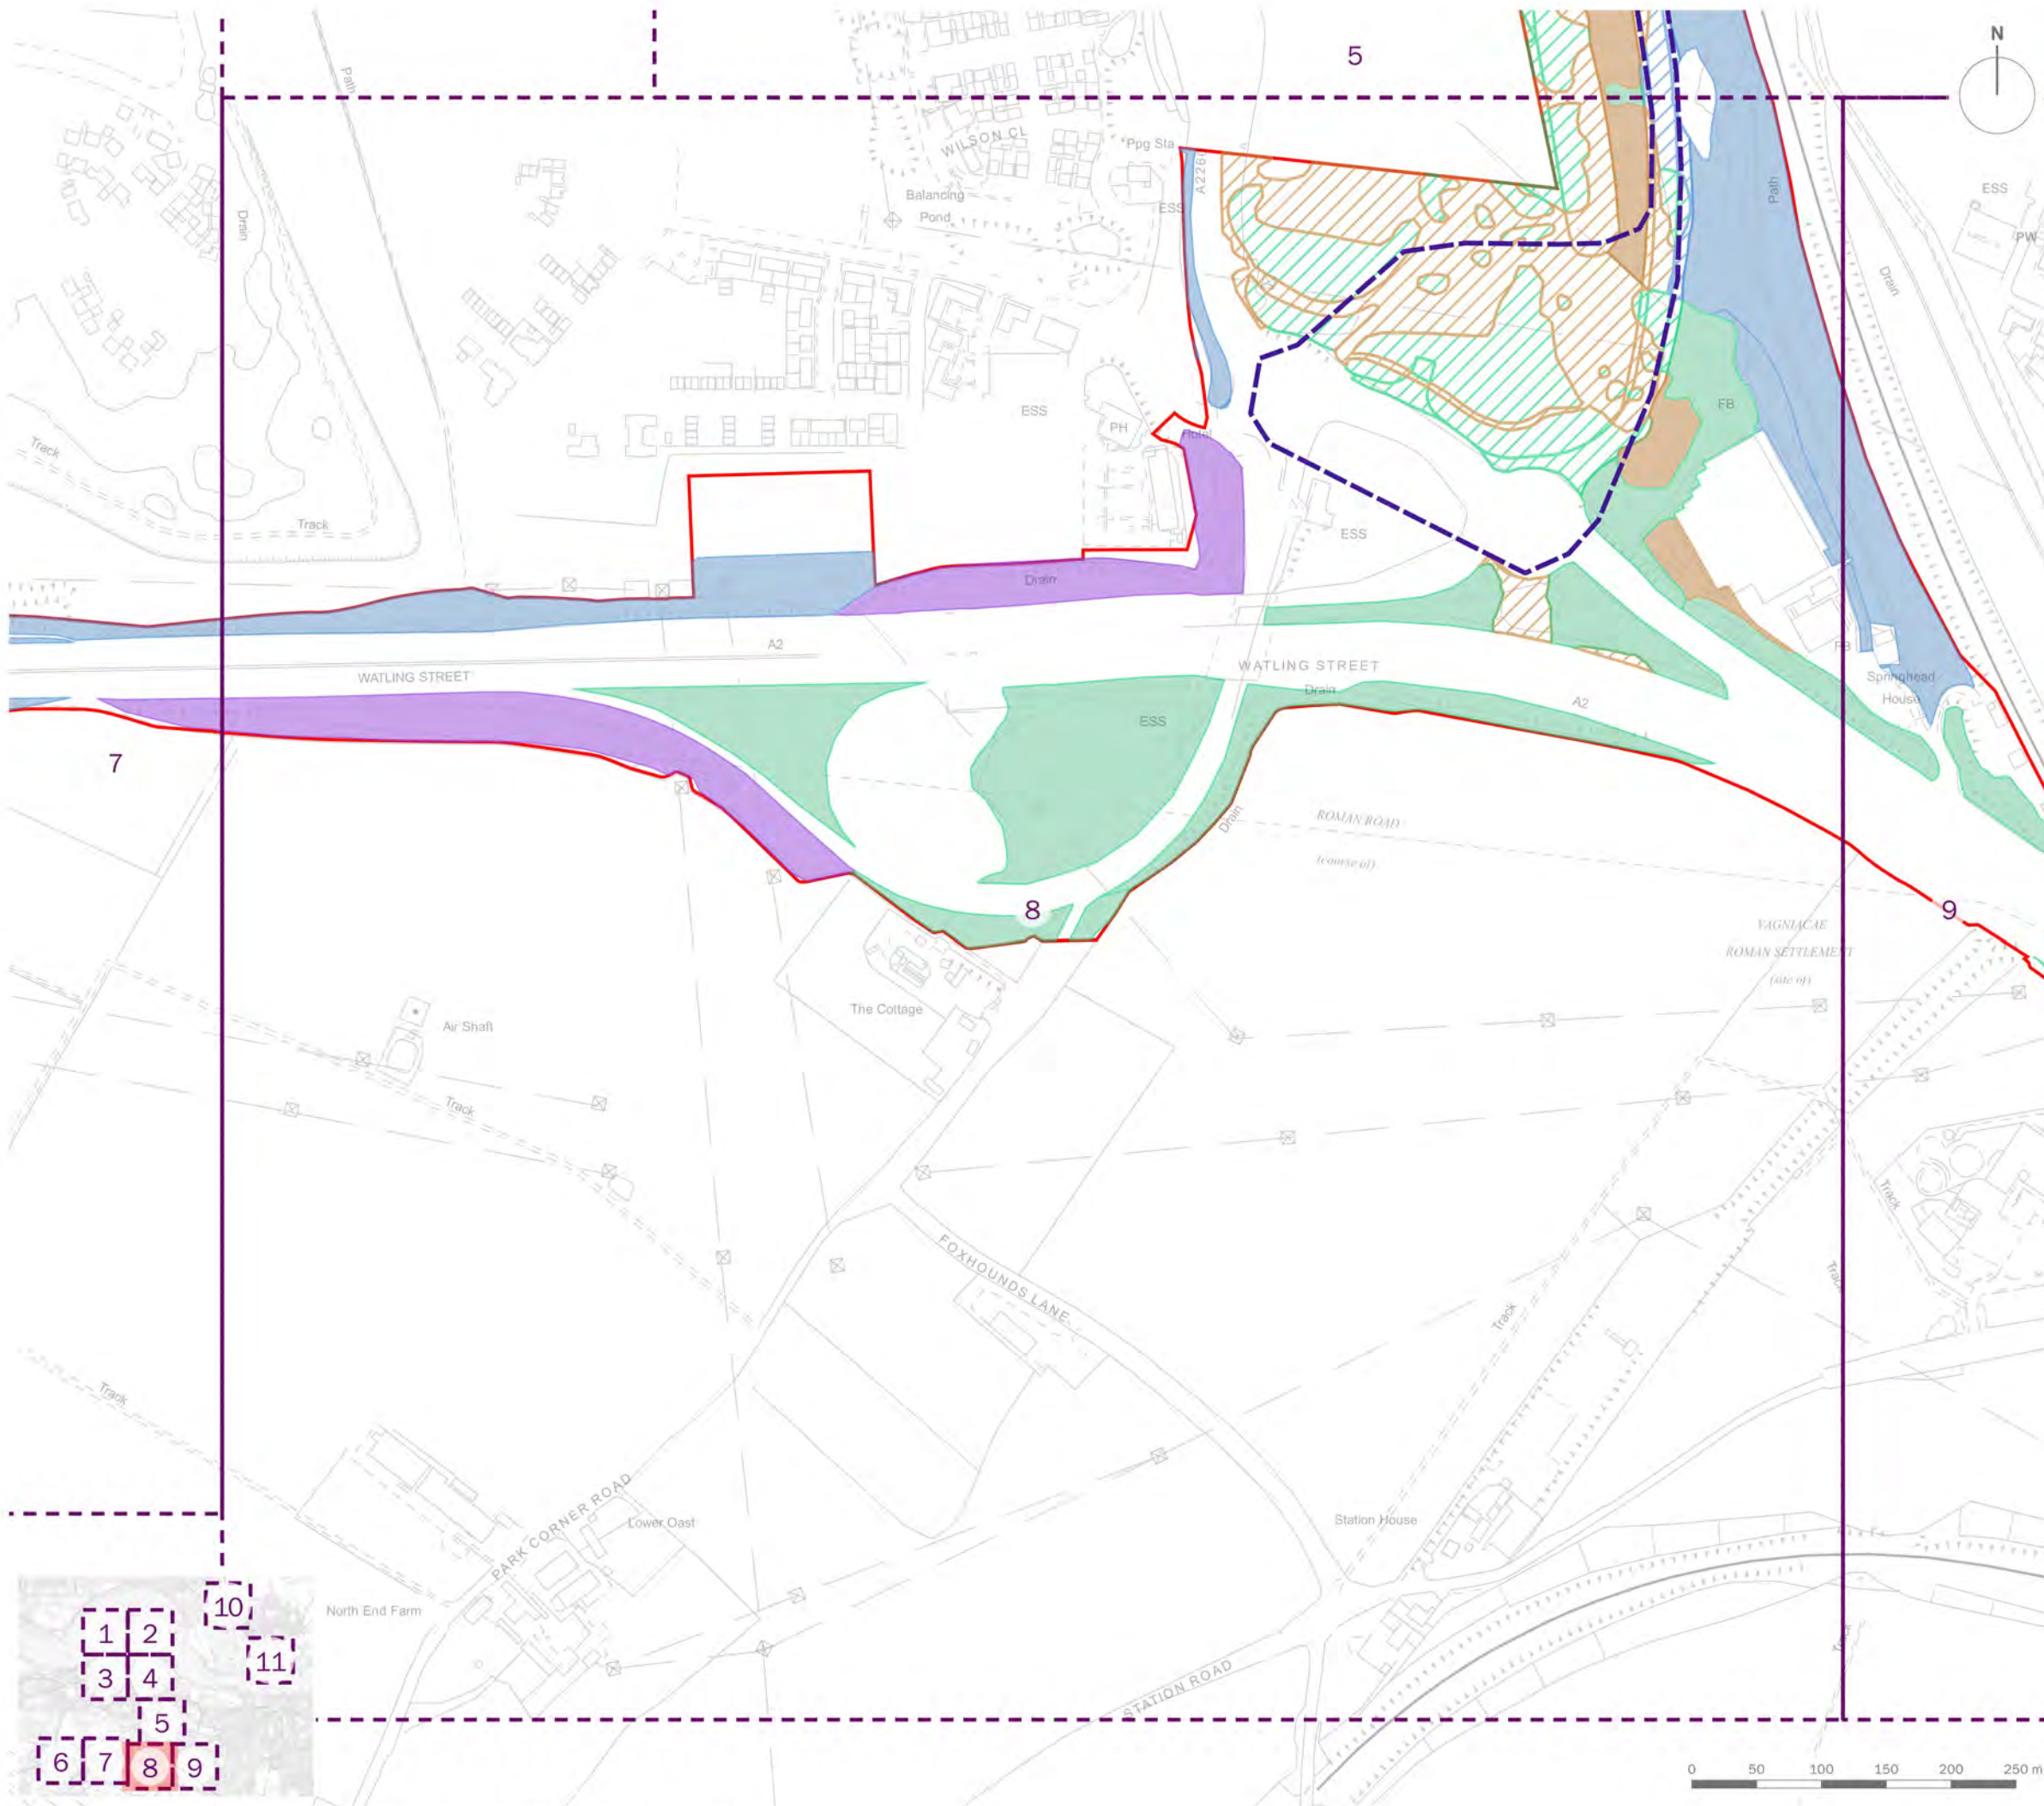 5
N
Path
WILSON CL
Ppg Sta
A226
ESS
Balancing
Pond
Drain
ESS
PW
Path
Drain
ESS
PH
Hotel
FB
Track
Track
ESS
Drain
A2
WATLING STREET
WATLING STREET
Drain
FB
Springhead
House
A2
ESS
7
Drain
ROMAN ROAD
(course of)
8
9
VAGNIACAE
ROMAN SETTLEMENT
(site of)
The Cottage
Air Shaft
Track
Track
FOXHOUNDS LANE
Track
Track
Track
PARK CORNER ROAD
Lower Oast
Station House
North End Farm
STATION ROAD
Track
10
1 2
11
3 4
5
6 7 8 9
0 50 100 150 200 250 m